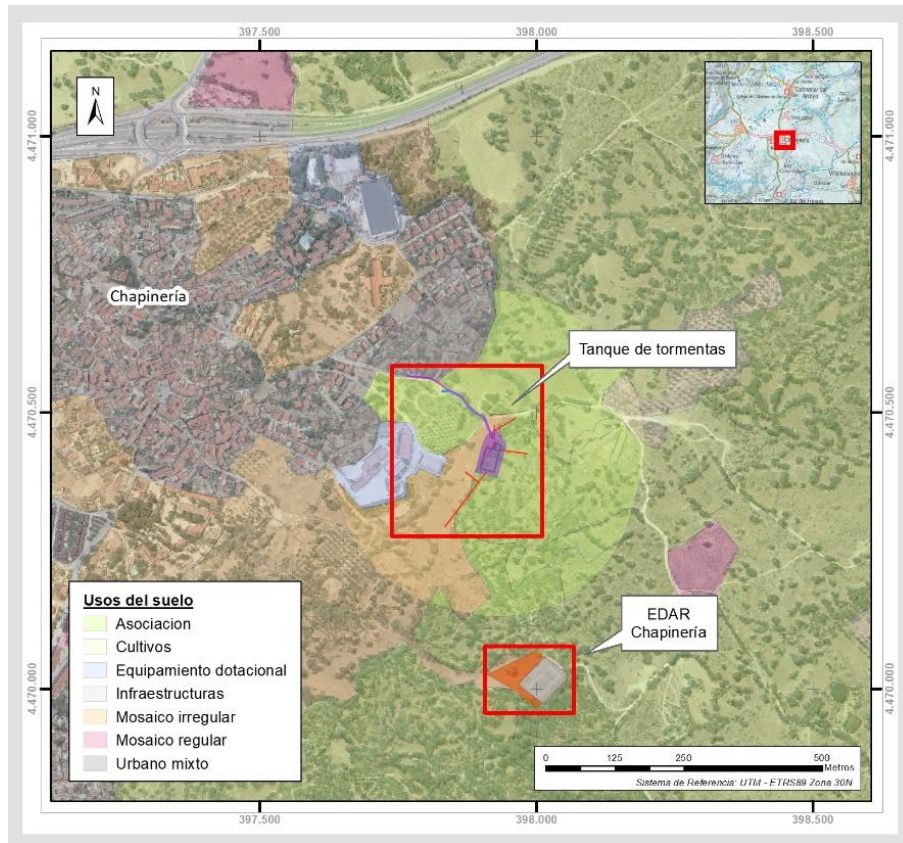 397.500
398.000
398.500
4.471.000
4.471.000
N
Chapinería
Tanque de tormentas
4.470.500
4.470.500
EDAR
Chapinería
Usos del suelo
Asociacion
Cultivos
Equipamiento dotacional
Infraestructuras
Mosaico irregular
Mosaico regular
Urbano mixto
4.470.000
4.470.000
0 125 250 500
Metros
Sistema de Referencia: UTM - ETRS89 Zona 30N
397.500
398.000
398.500